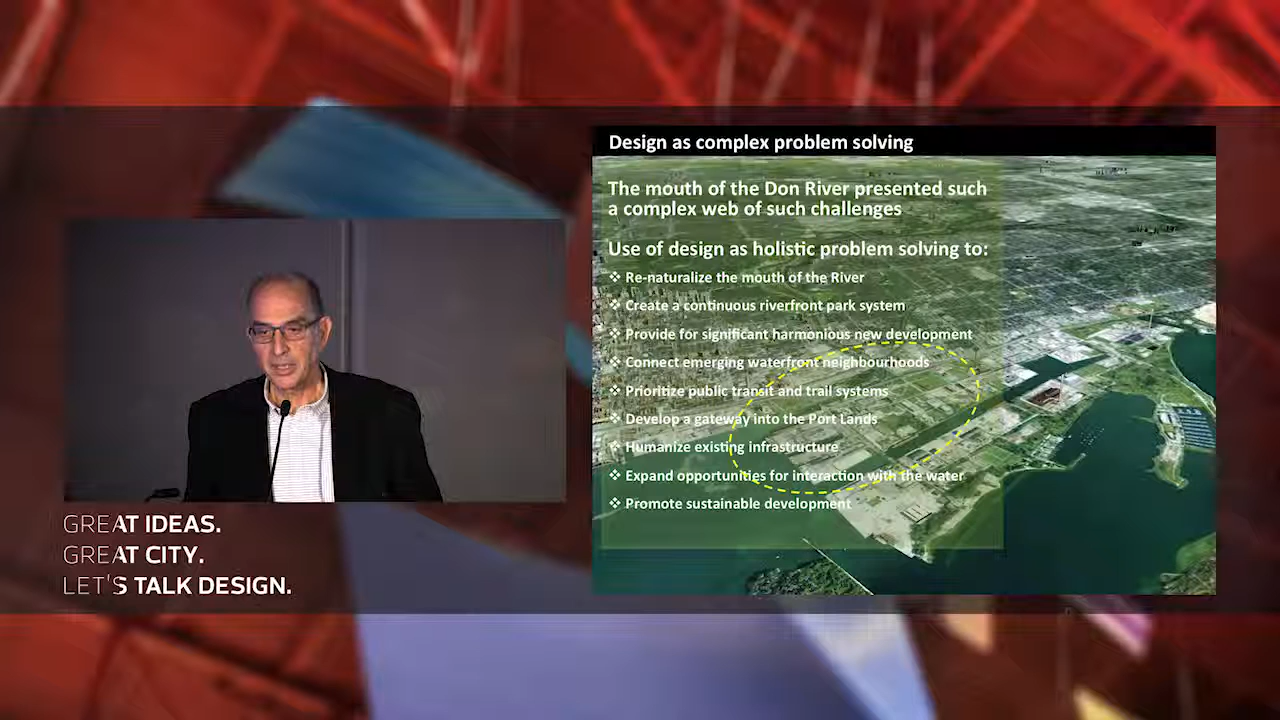 Design as complex problem solving
The mouth of the Don River presented such
a complex web of such challenges
Use of design as holistic problem solving to:
❖ Re-naturalize the mouth of the River
❖ Create a continuous riverfront park system
❖ Provide for significant harmonious new development
❖ Connect emerging waterfront neighbourhoods
❖ Prioritize public transit and trail systems
❖ Develop a gateway into the Port Lands
❖ Humanize existing infrastructure
❖ Expand opportunities for interaction with the water
❖ Promote sustainable development
GREAT IDEAS.
GREAT CITY.
LET'S TALK DESIGN.